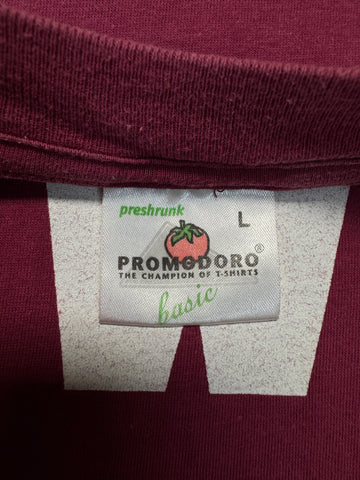 preshrunk
L
PROMODORO®
THE CHAMPION OF T-SHIRTS
basic